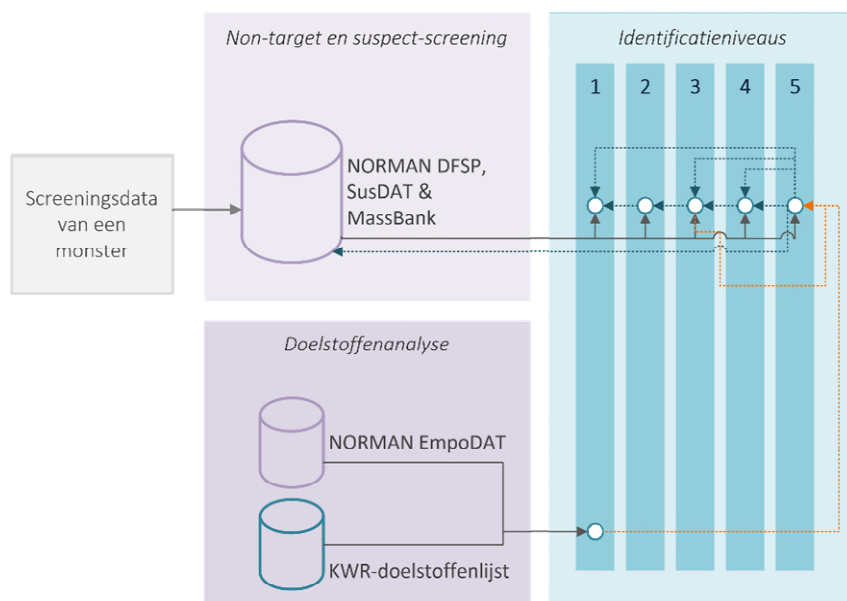 Non-target en suspect-screening
Identificatieniveaus
1 2 3 4 5
Screeningsdata
van een
monster
NORMAN DFSP,
SusDAT &
MassBank
Doelstoffenanalyse
NORMAN EmpoDAT
KWR-doelstoffenlijst